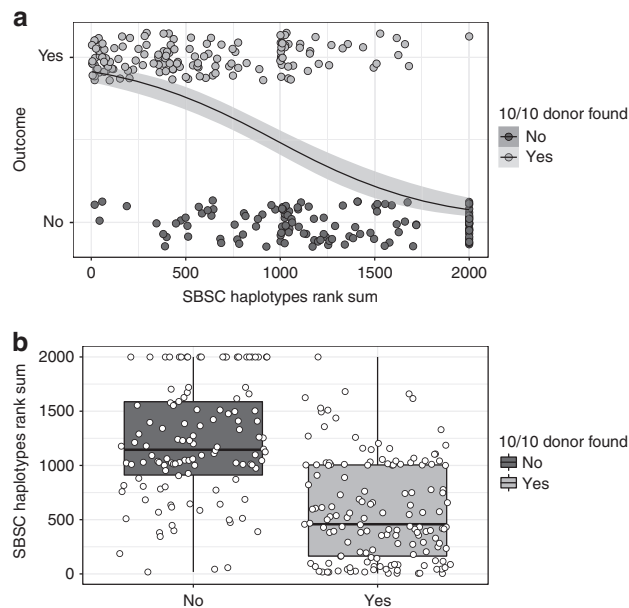 a
Yes
No
Outcome
0
500
1000
1500
2000
SBSC haplotypes rank sum
10/10 donor found
No
Yes
b
2000
1500
1000
500
0
SBSC haplotypes rank sum
No
Yes
10/10 donor found
No
Yes